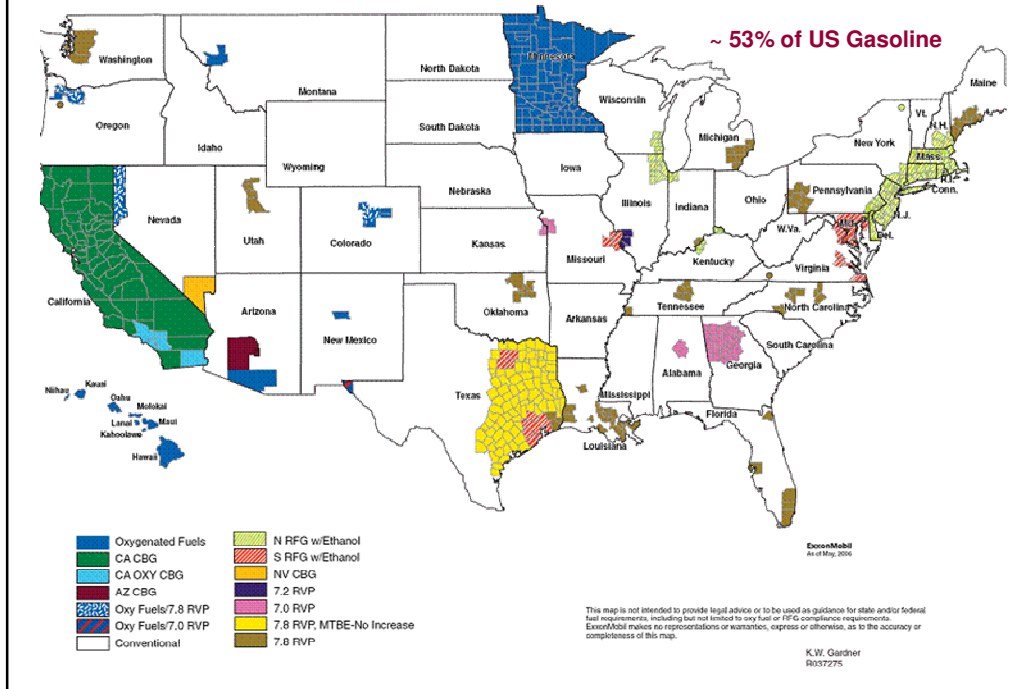 ~ 53% of US Gasoline
Washington
Oregon
Idaho
Montana
North Dakota
South Dakota
Minnesota
Wisconsin
Michigan
Maine
Vt.
N.H.
New York
Mass.
R.I.
Conn.
N.J.
Del.
Md.
Pennsylvania
Wyoming
Nebraska
Iowa
Illinois
Indiana
Ohio
W.Va.
Virginia
Kentucky
Nevada
Utah
Colorado
Kansas
Missouri
California
Arizona
New Mexico
Oklahoma
Arkansas
Tennessee
North Carolina
South Carolina
Texas
Louisiana
Mississippi
Alabama
Georgia
Florida
Niihau
Kauai
Oahu
Molokai
Lanai
Maui
Kahoolawe
Hawaii
Oxygenated Fuels
CA CBG
CA OXY CBG
AZ CBG
Oxy Fuels/7.8 RVP
Oxy Fuels/7.0 RVP
Conventional
N RFG w/Ethanol
S RFG w/Ethanol
NV CBG
7.2 RVP
7.0 RVP
7.8 RVP, MTBE-No Increase
7.8 RVP
ExxonMobil
As of May, 2006
This map is not intended to provide legal advice or to be used as guidance for state and/or federal
fuel requirements, including but not limited to oxy fuel or RFG compliance requirements.
ExxonMobil makes no representations or warranties, express or otherwise, as to the accuracy or
completeness of this map.
K.W. Gardner
R037275